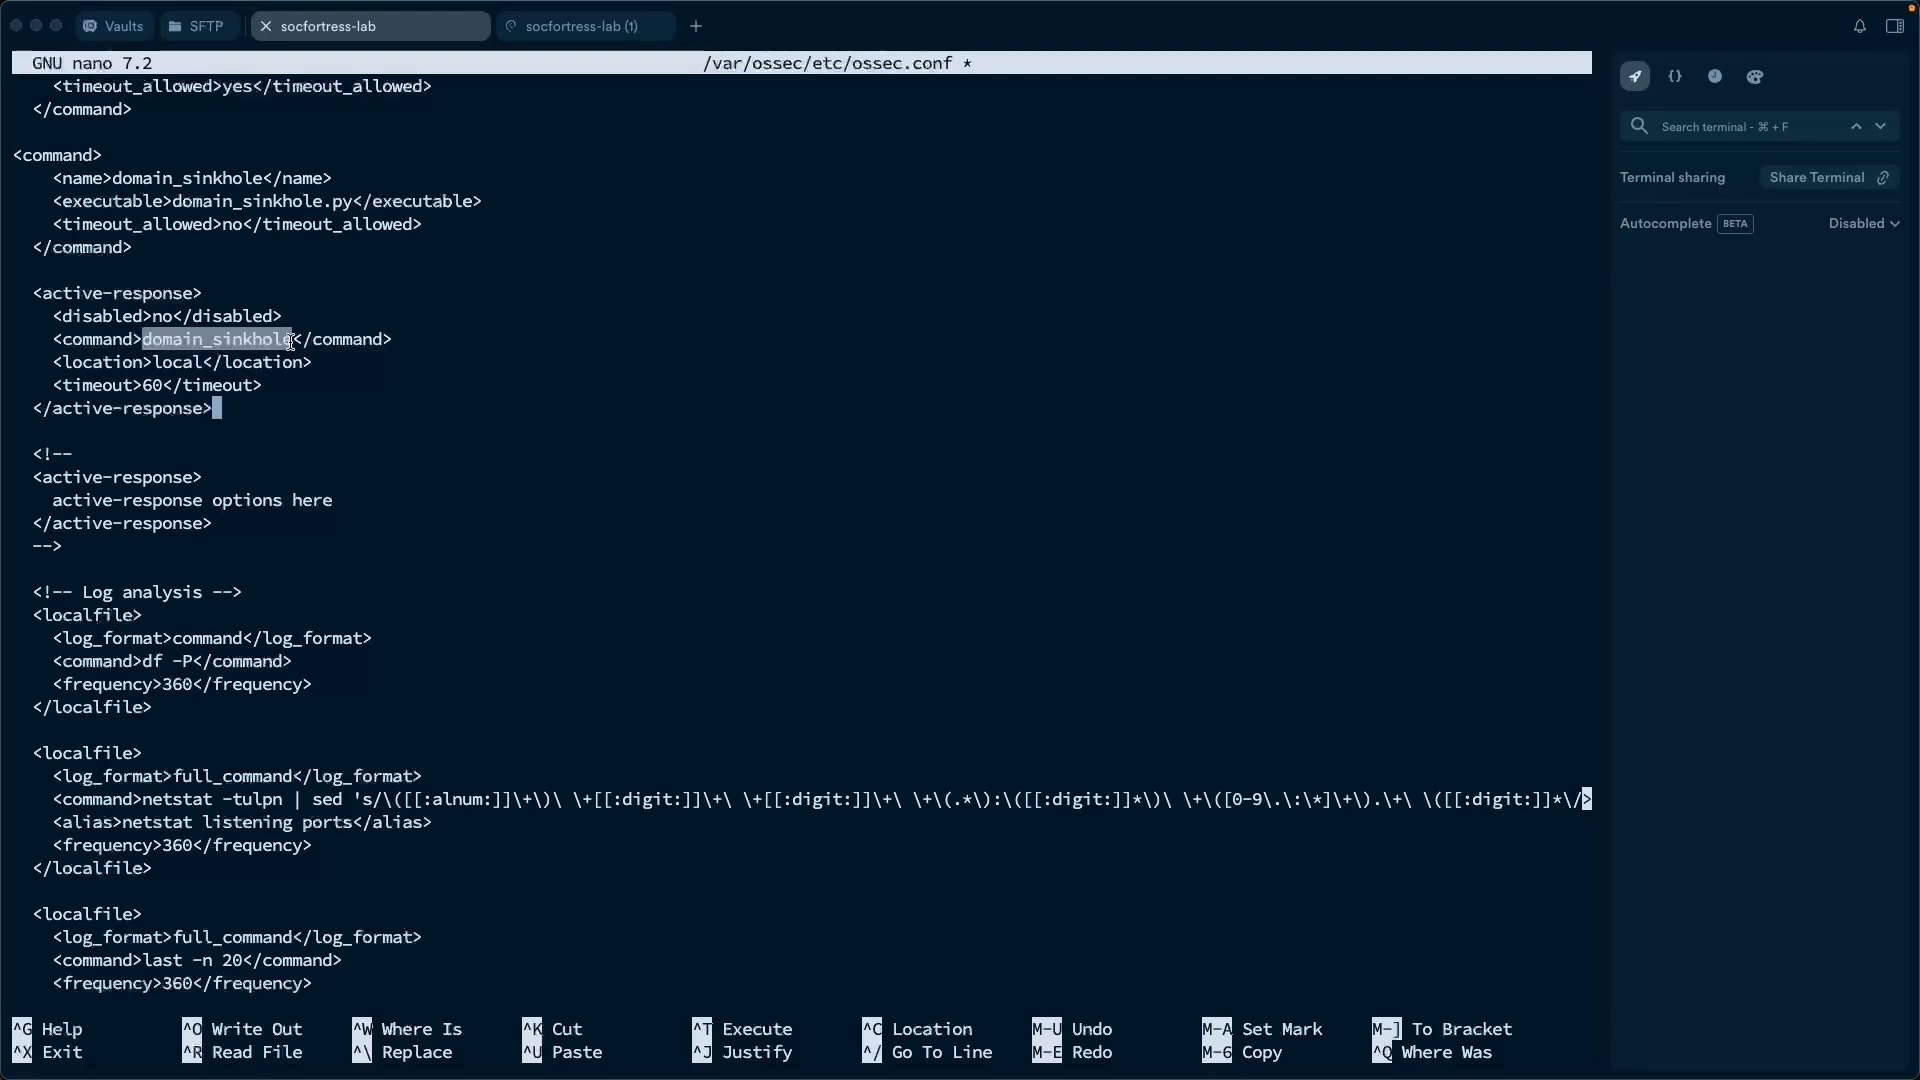 Vaults
SFTP
socfortress-lab
socfortress-lab (1)
GNU nano 7.2
/var/ossec/etc/ossec.conf *
<timeout_allowed>yes</timeout_allowed>
</command>
<command>
<name>domain_sinkhole</name>
<executable>domain_sinkhole.py</executable>
<timeout_allowed>no</timeout_allowed>
</command>
<active-response>
<disabled>no</disabled>
<command>domain_sinkhole</command>
<location>local</location>
<timeout>60</timeout>
</active-response>
<!--
<active-response>
active-response options here
</active-response>
-->
<!-- Log analysis -->
<localfile>
<log_format>command</log_format>
<command>df -P</command>
<frequency>360</frequency>
</localfile>
<localfile>
<log_format>full_command</log_format>
<command>netstat -tulpn | sed 's/\([[:alnum:]]\+\)\ \+[[:digit:]]\+\ \+[[:digit:]]\+\ \+\(.*\):\([[:digit:]]*\)\ \+\([0-9\.\:\*]\+\).\+\ \([[:digit:]]*\/>
<alias>netstat listening ports</alias>
<frequency>360</frequency>
</localfile>
<localfile>
<log_format>full_command</log_format>
<command>last -n 20</command>
<frequency>360</frequency>
^G Help ^O Write Out ^W Where Is ^K Cut ^T Execute ^C Location M-U Undo M-A Set Mark M-] To Bracket
^X Exit ^R Read File ^\ Replace ^U Paste ^J Justify ^/ Go To Line M-E Redo M-6 Copy ^Q Where Was
Search terminal - ⌘ + F
Terminal sharing
Share Terminal
Autocomplete BETA
Disabled